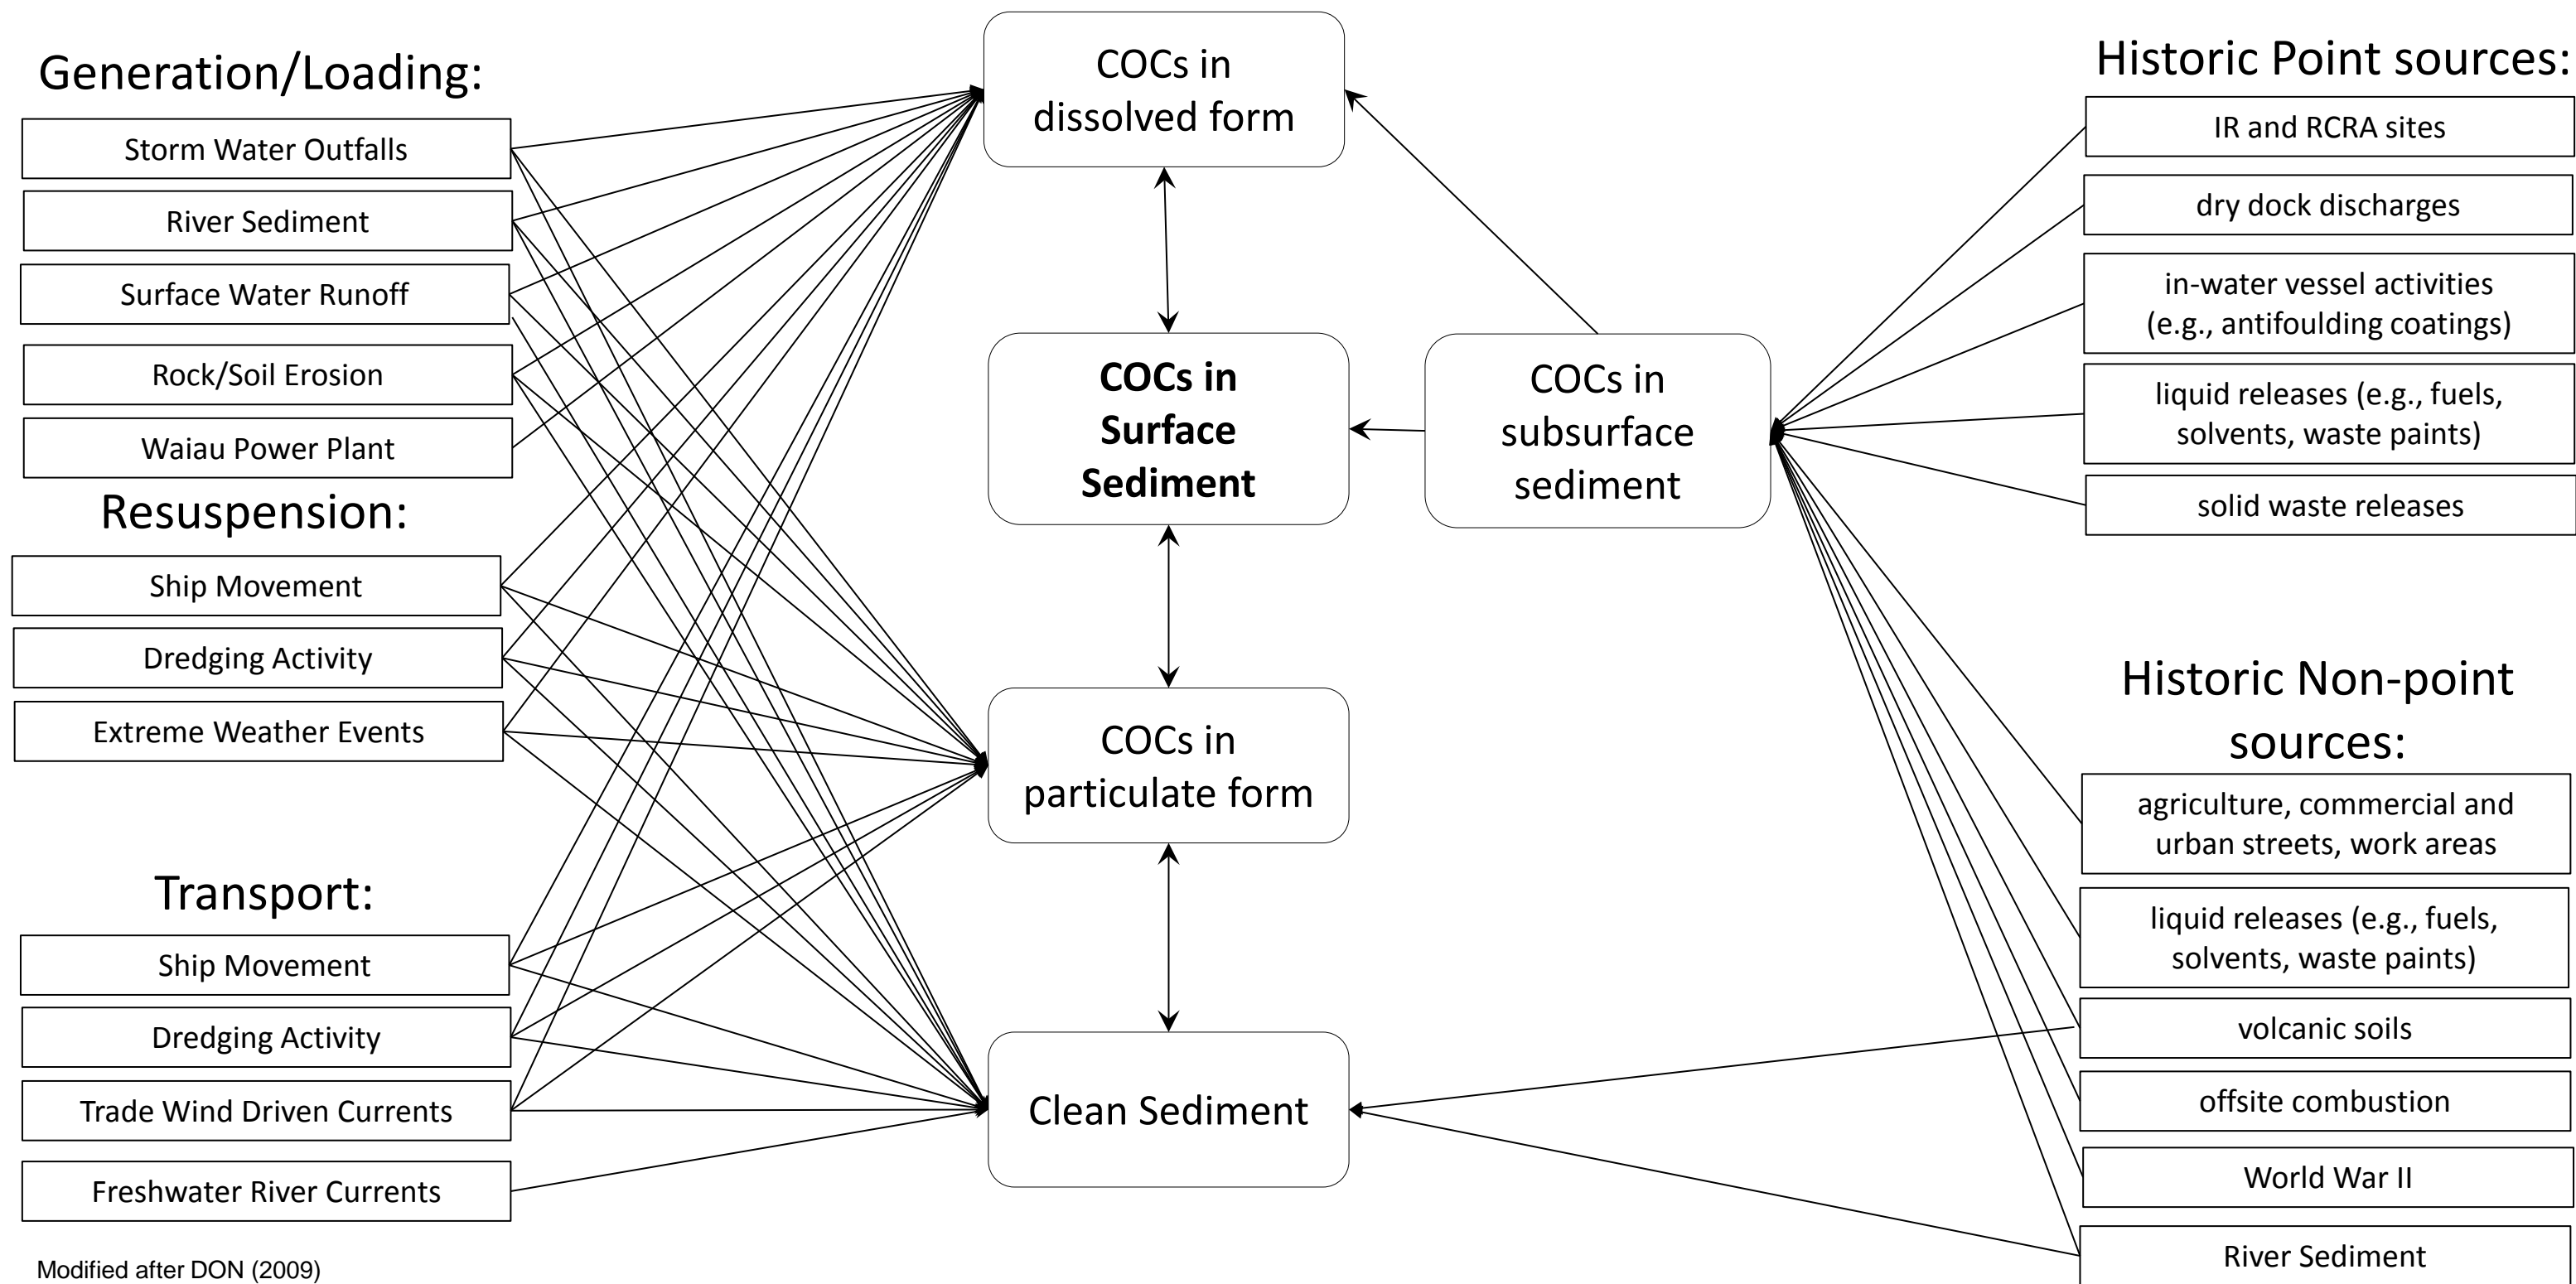 Generation/Loading:
Storm Water Outfalls
River Sediment
Surface Water Runoff
Rock/Soil Erosion
Waiau Power Plant
Resuspension:
Ship Movement
Dredging Activity
Extreme Weather Events
Transport:
Ship Movement
Dredging Activity
Trade Wind Driven Currents
Freshwater River Currents
Modified after DON (2009)
COCs in
dissolved form
COCs in
Surface
Sediment
COCs in
particulate form
Clean Sediment
COCs in
subsurface
sediment
Historic Point sources:
IR and RCRA sites
dry dock discharges
in-water vessel activities
(e.g., antifoulding coatings)
liquid releases (e.g., fuels,
solvents, waste paints)
solid waste releases
Historic Non-point
sources:
agriculture, commercial and
urban streets, work areas
liquid releases (e.g., fuels,
solvents, waste paints)
volcanic soils
offsite combustion
World War II
River Sediment